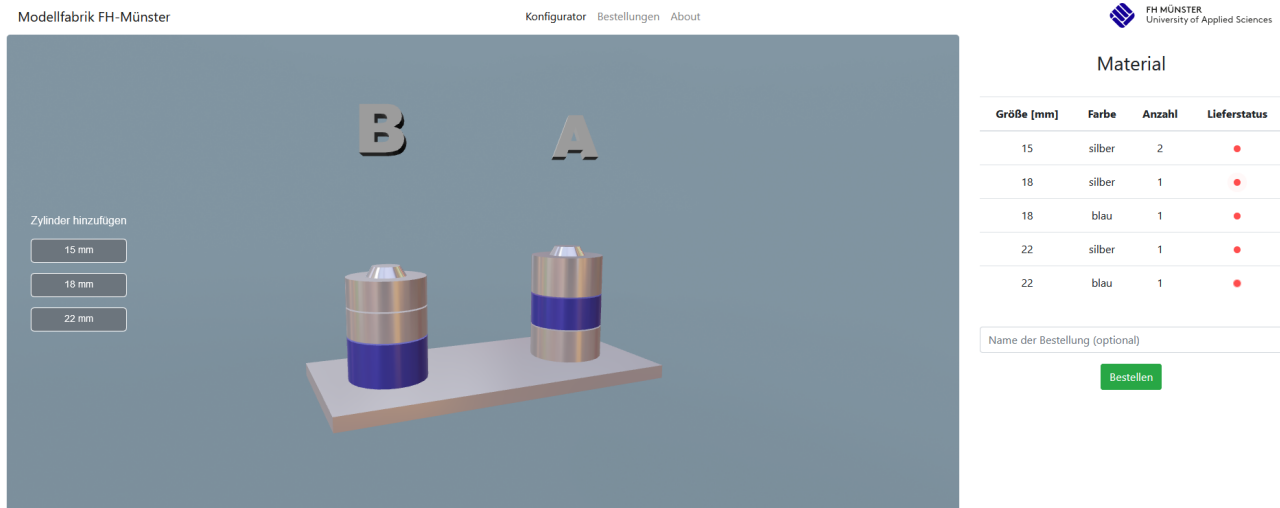 Modellfabrik FH-Münster
Konfigurator Bestellungen About
FH MÜNSTER
University of Applied Sciences
B A
Zylinder hinzufügen
15 mm
18 mm
22 mm
Material
Größe [mm] Farbe Anzahl Lieferstatus
15 silber 2
18 silber 1
18 blau 1
22 silber 1
22 blau 1
Name der Bestellung (optional)
Bestellen